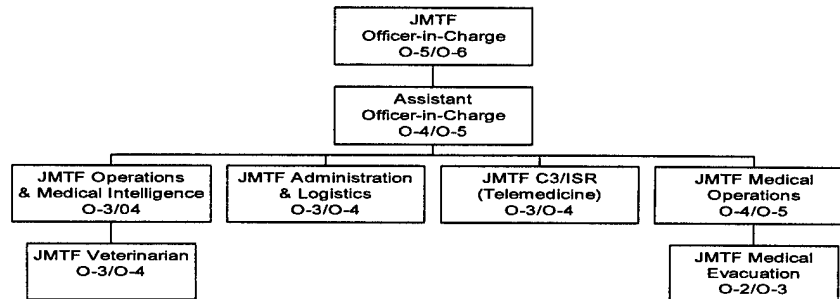 JMTF
Officer-in-Charge
O-5/O-6
Assistant
Officer-in-Charge
O-4/O-5
JMTF Operations
& Medical Intelligence
O-3/04
JMTF Administration
& Logistics
O-3/O-4
JMTF C3/ISR
(Telemedicine)
O-3/O-4
JMTF Medical
Operations
O-4/O-5
JMTF Veterinarian
O-3/O-4
JMTF Medical
Evacuation
O-2/O-3